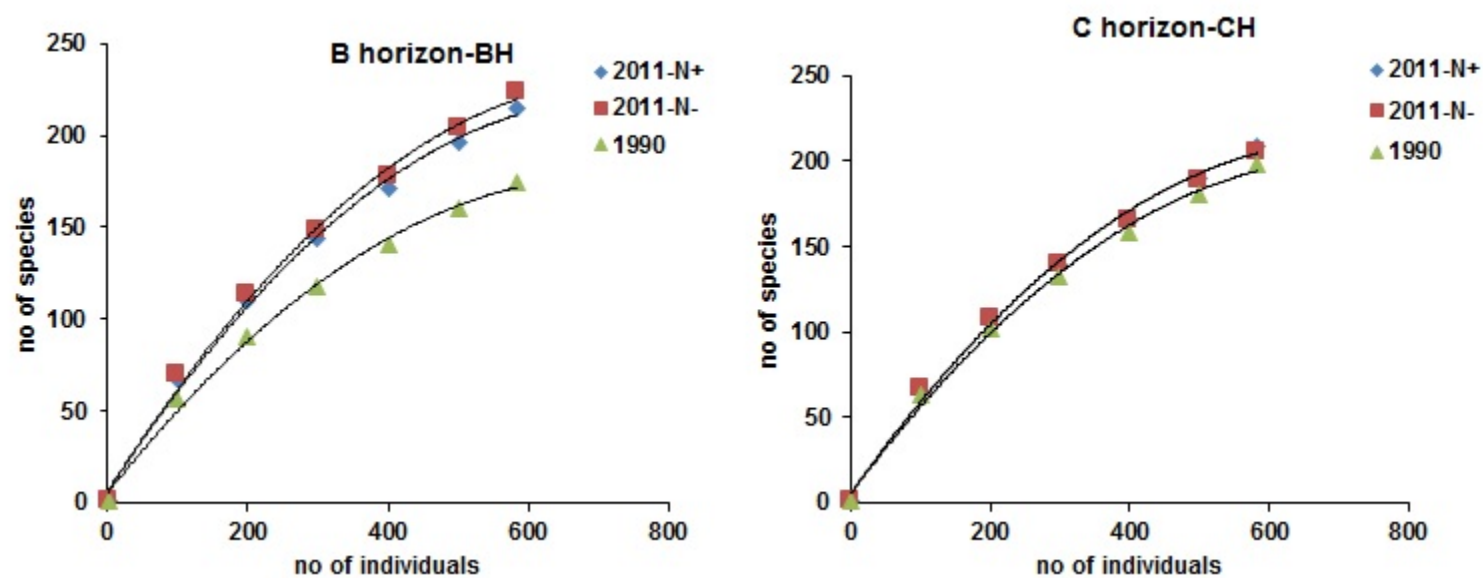 B horizon-BH
250
200
150
100
50
0
no of species
0 200 400 600 800
no of individuals
2011-N+
2011-N-
1990
C horizon-CH
250
200
150
100
50
0
no of species
0 200 400 600 800
no of individuals
2011-N+
2011-N-
1990